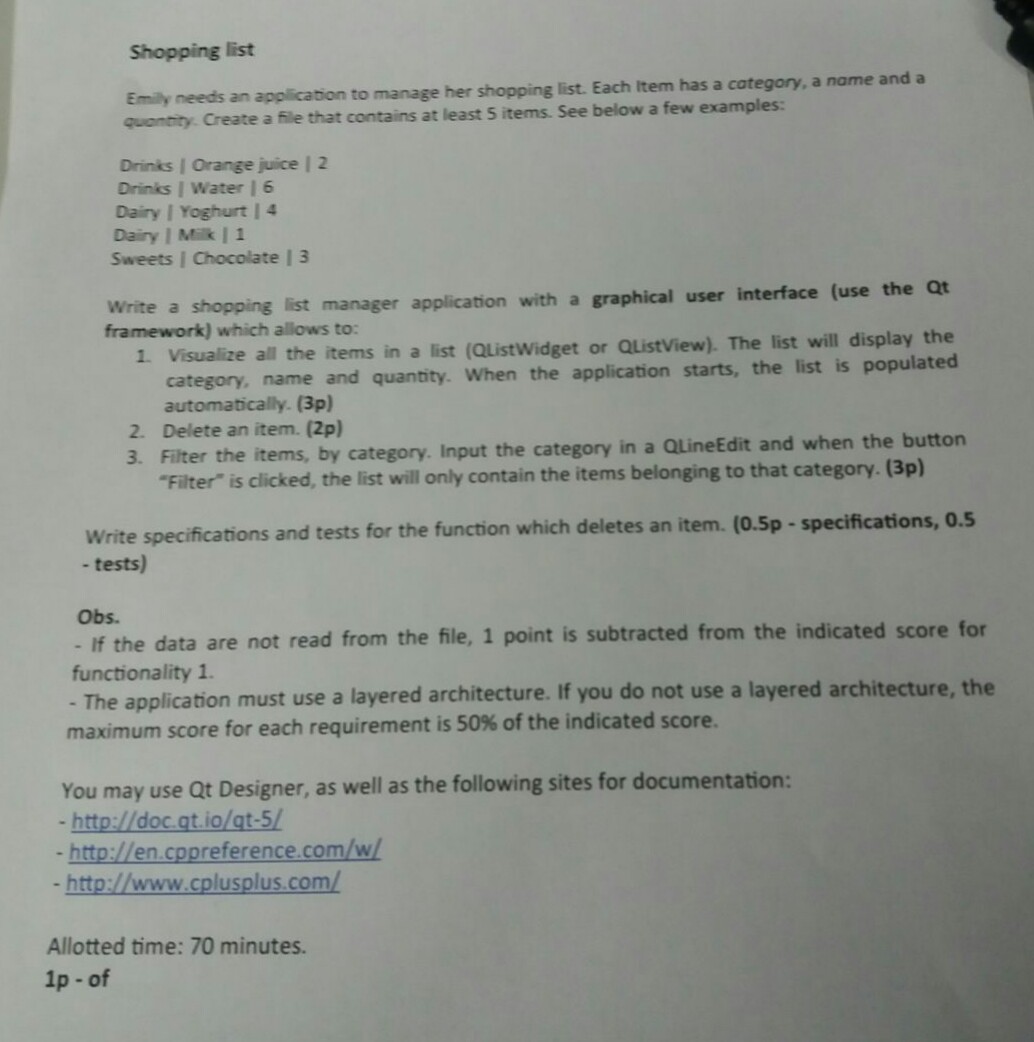 Shopping list
Emily needs an application to manage her shopping list. Each Item has a category, a name and a
quantity. Create a file that contains at least 5 items. See below a few examples:
Drinks | Orange juice | 2
Drinks | Water | 6
Dairy | Yoghurt | 4
Dairy | Milk | 1
Sweets | Chocolate | 3
Write a shopping list manager application with a graphical user interface (use the Qt
framework) which allows to:
1. Visualize all the items in a list (QListWidget or QListView). The list will display the
category, name and quantity. When the application starts, the list is populated
automatically. (3p)
2. Delete an item. (2p)
3. Filter the items, by category. Input the category in a QLineEdit and when the button
"Filter" is clicked, the list will only contain the items belonging to that category. (3p)
Write specifications and tests for the function which deletes an item. (0.5p - specifications, 0.5
- tests)
Obs.
- If the data are not read from the file, 1 point is subtracted from the indicated score for
functionality 1.
- The application must use a layered architecture. If you do not use a layered architecture, the
maximum score for each requirement is 50% of the indicated score.
You may use Qt Designer, as well as the following sites for documentation:
- http://doc.qt.io/qt-5/
- http://en.cppreference.com/w/
- http://www.cplusplus.com/
Allotted time: 70 minutes.
1p - of